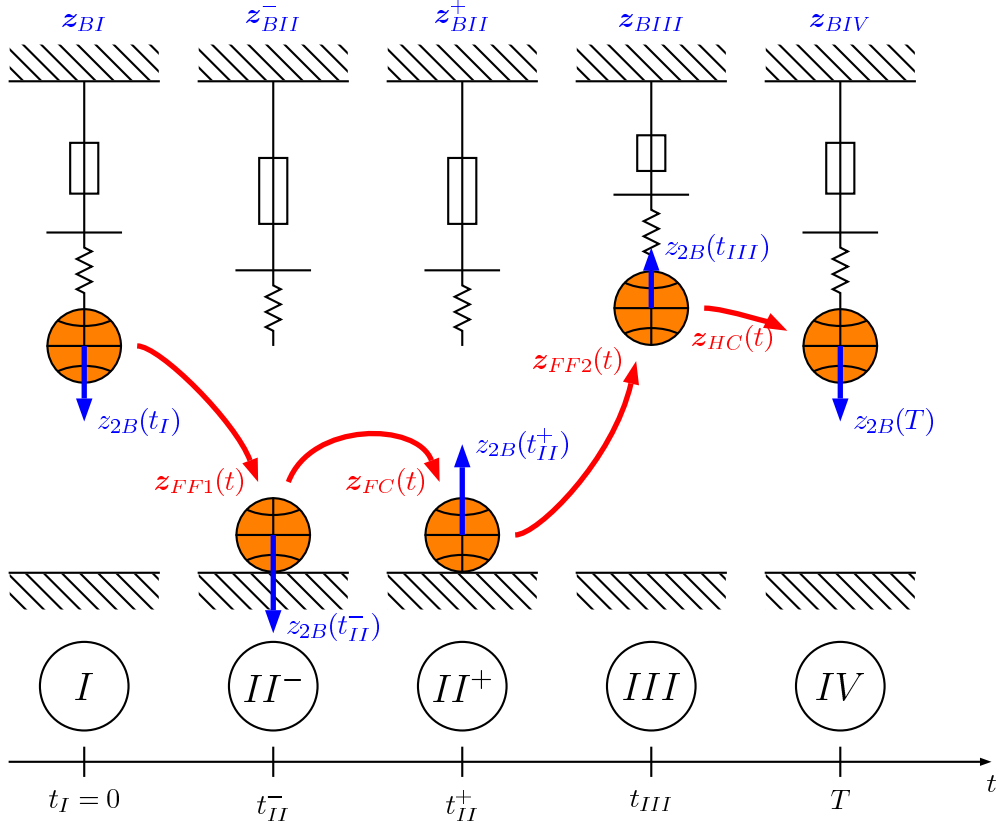 z_{BI} z_{BII}^{-} z_{BII}^{+} z_{BIII} z_{BIV}
z_{2B}(t_{III})
z_{HC}(t)
z_{FF2}(t)
z_{2B}(t_I) z_{2B}(t_{II}^{+}) z_{2B}(T)
z_{FF1}(t) z_{FC}(t)
z_{2B}(t_{II}^{-})
I II^{-} II^{+} III IV
t_I = 0 t_{II}^{-} t_{II}^{+} t_{III} T t